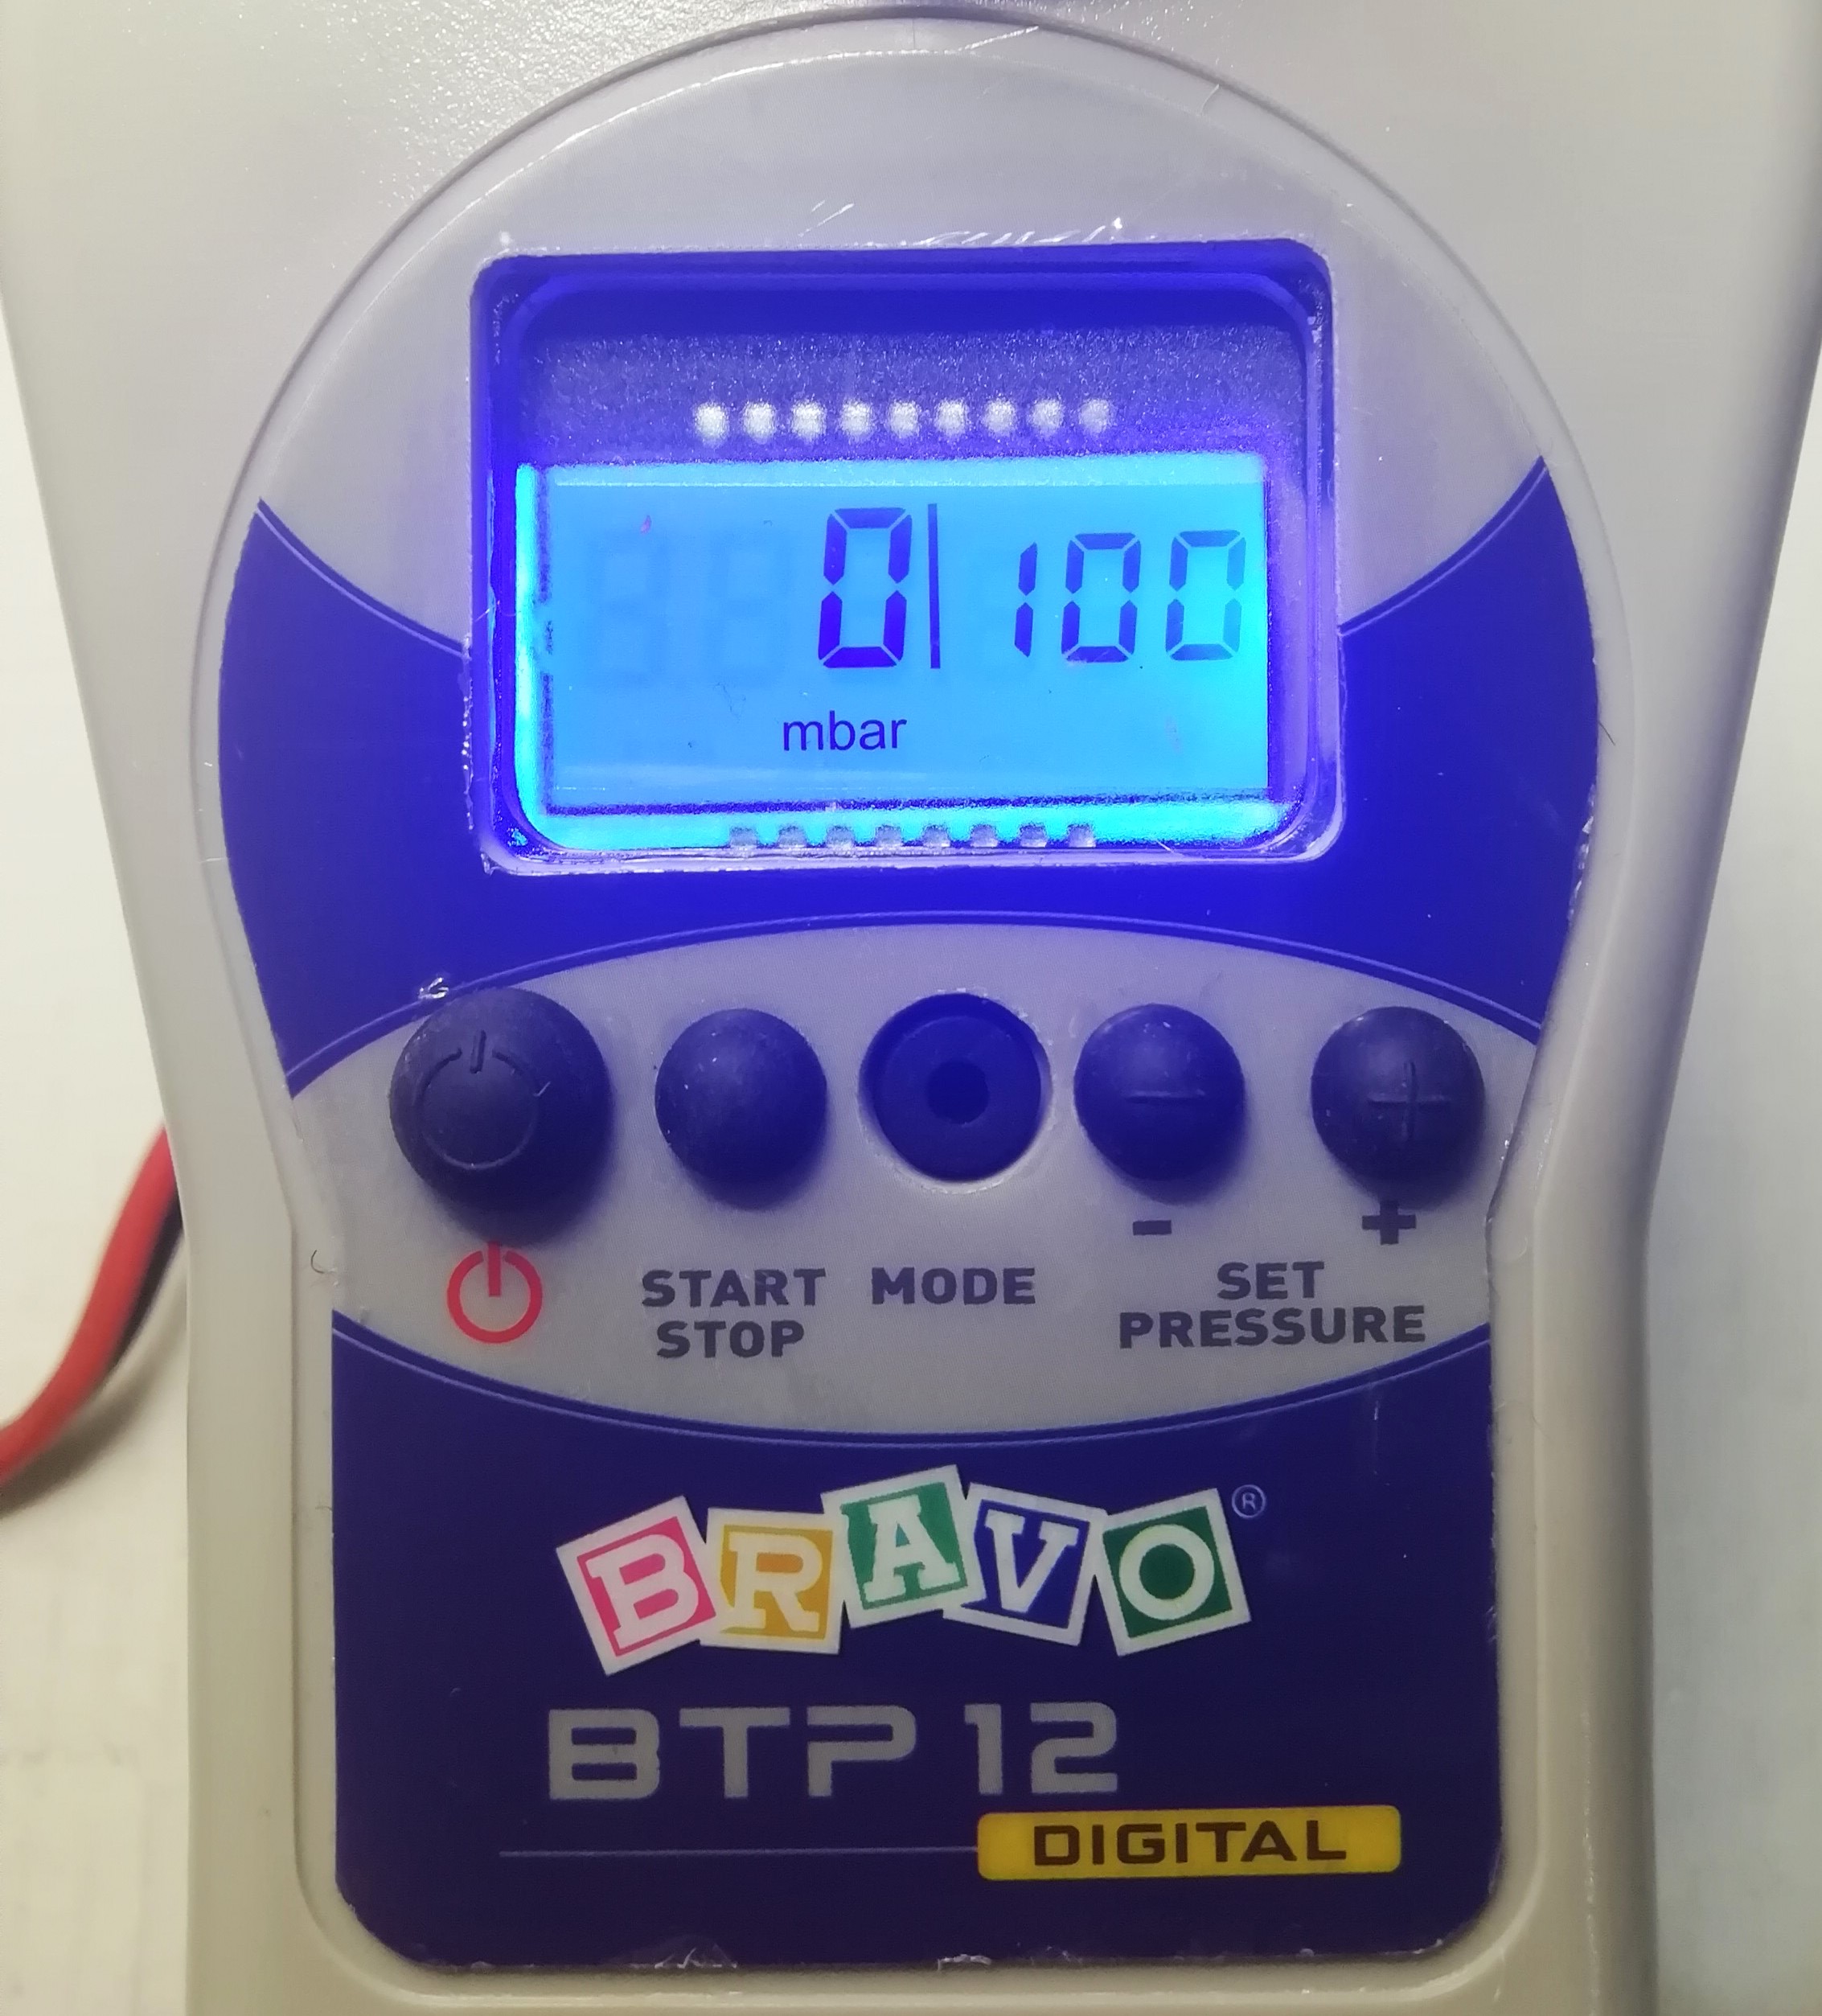 0| 100
mbar
- +
START MODE SET
STOP PRESSURE
BRAVO ®
BTP 12
DIGITAL